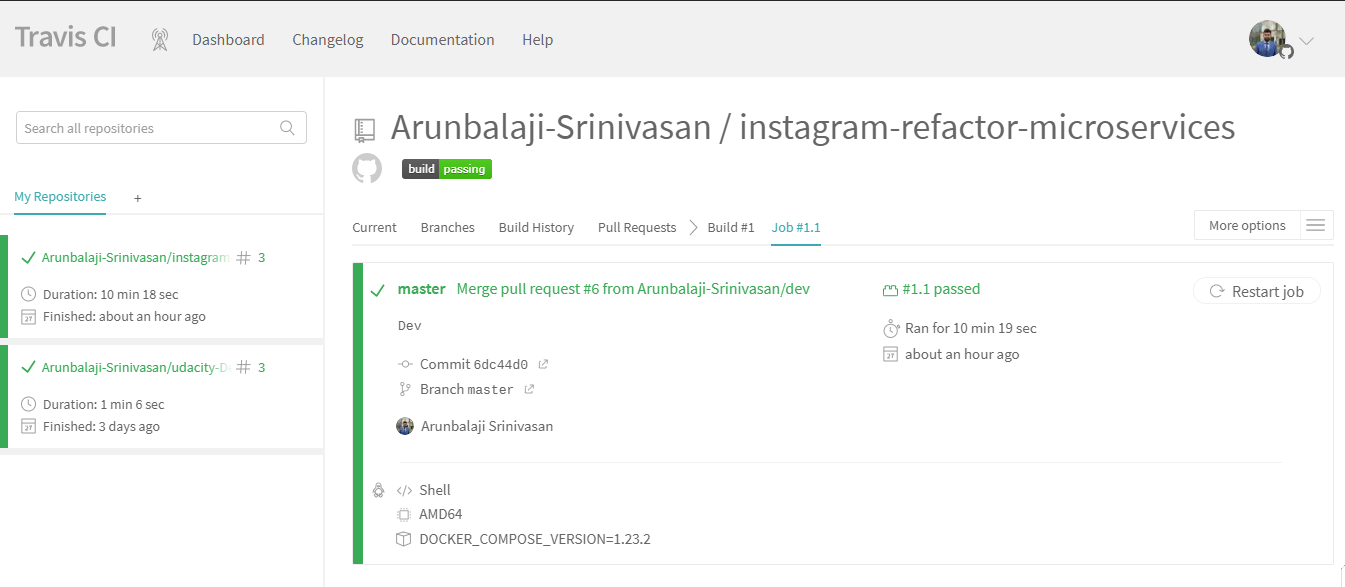 Travis CI
Dashboard Changelog Documentation Help
Search all repositories
My Repositories +
Arunbalaji-Srinivasan/instagram # 3
Duration: 10 min 18 sec
27 Finished: about an hour ago
Arunbalaji-Srinivasan/udacity- # 3
Duration: 1 min 6 sec
27 Finished: 3 days ago
Arunbalaji-Srinivasan / instagram-refactor-microservices
build passing
Current Branches Build History Pull Requests Build #1 Job #1.1
More options
master Merge pull request #6 from Arunbalaji-Srinivasan/dev
Dev
Commit 6dc44d0
Branch master
Arunbalaji Srinivasan
#1.1 passed
Ran for 10 min 19 sec
27 about an hour ago
Restart job
</> Shell
AMD64
DOCKER_COMPOSE_VERSION=1.23.2